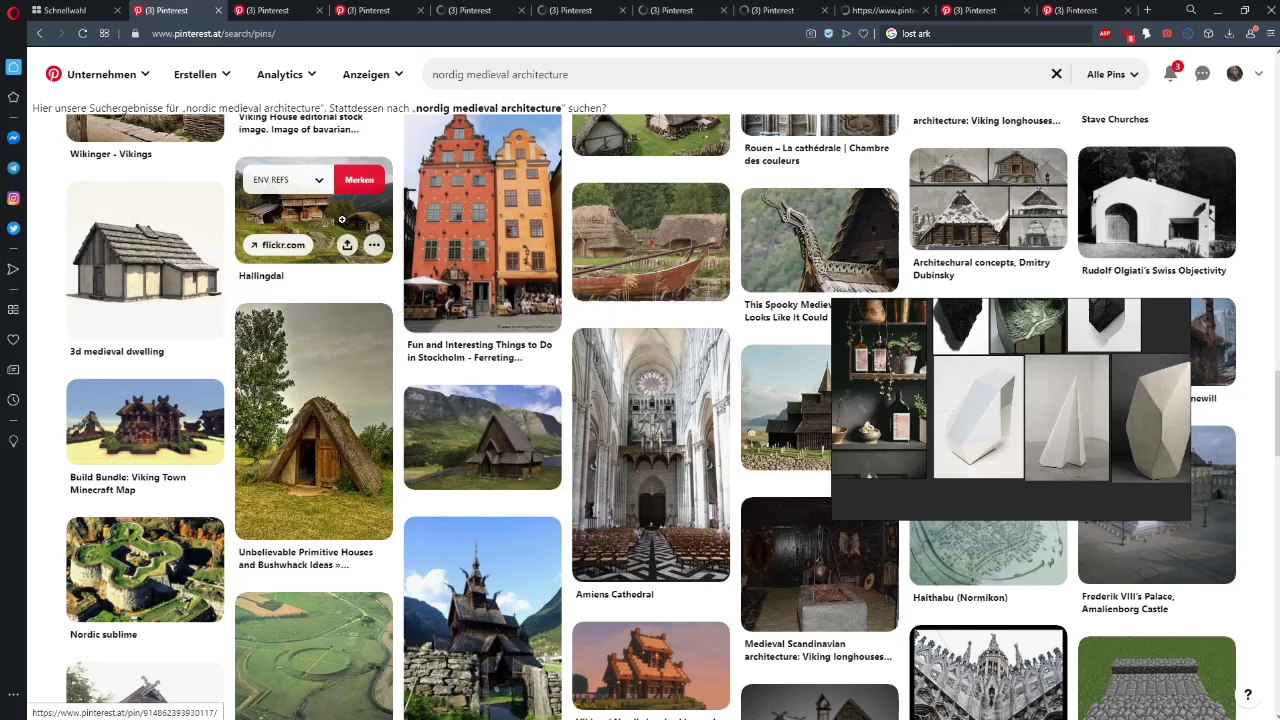 Schnellwahl
(3) Pinterest
(3) Pinterest
(3) Pinterest
(3) Pinterest
(3) Pinterest
(3) Pinterest
(3) Pinterest
https://www.pint
(3) Pinterest
(3) Pinterest
www.pinterest.at/search/pins/
lost ark
ABP
8
Unternehmen
Erstellen
Analytics
Anzeigen
nordig medieval architecture
Alle Pins
3
Hier unsere Suchergebnisse für „nordic medieval architecture“. Stattdessen nach „nordig medieval architecture“ suchen?
Wikinger - Vikings
3d medieval dwelling
Build Bundle: Viking Town
Minecraft Map
Nordic sublime
Viking House editorial stock
image. Image of bavarian...
ENV REFS
Merken
flickr.com
Hallingdal
Unbelievable Primitive Houses
and Bushwhack Ideas »...
Fun and Interesting Things to Do
in Stockholm - Ferreting...
Amiens Cathedral
Rouen – La cathédrale | Chambre
des couleurs
This Spooky Mediev
Looks Like It Could
Medieval Scandinavian
architecture: Viking longhouses...
architecture: Viking longhouses...
Architechural concepts, Dmitry
Dubinsky
Haithabu (Normikon)
Stave Churches
Rudolf Olgiati's Swiss Objectivity
newill
Frederik VIII's Palace,
Amalienborg Castle
?
https://www.pinterest.at/pin/914862393930117/